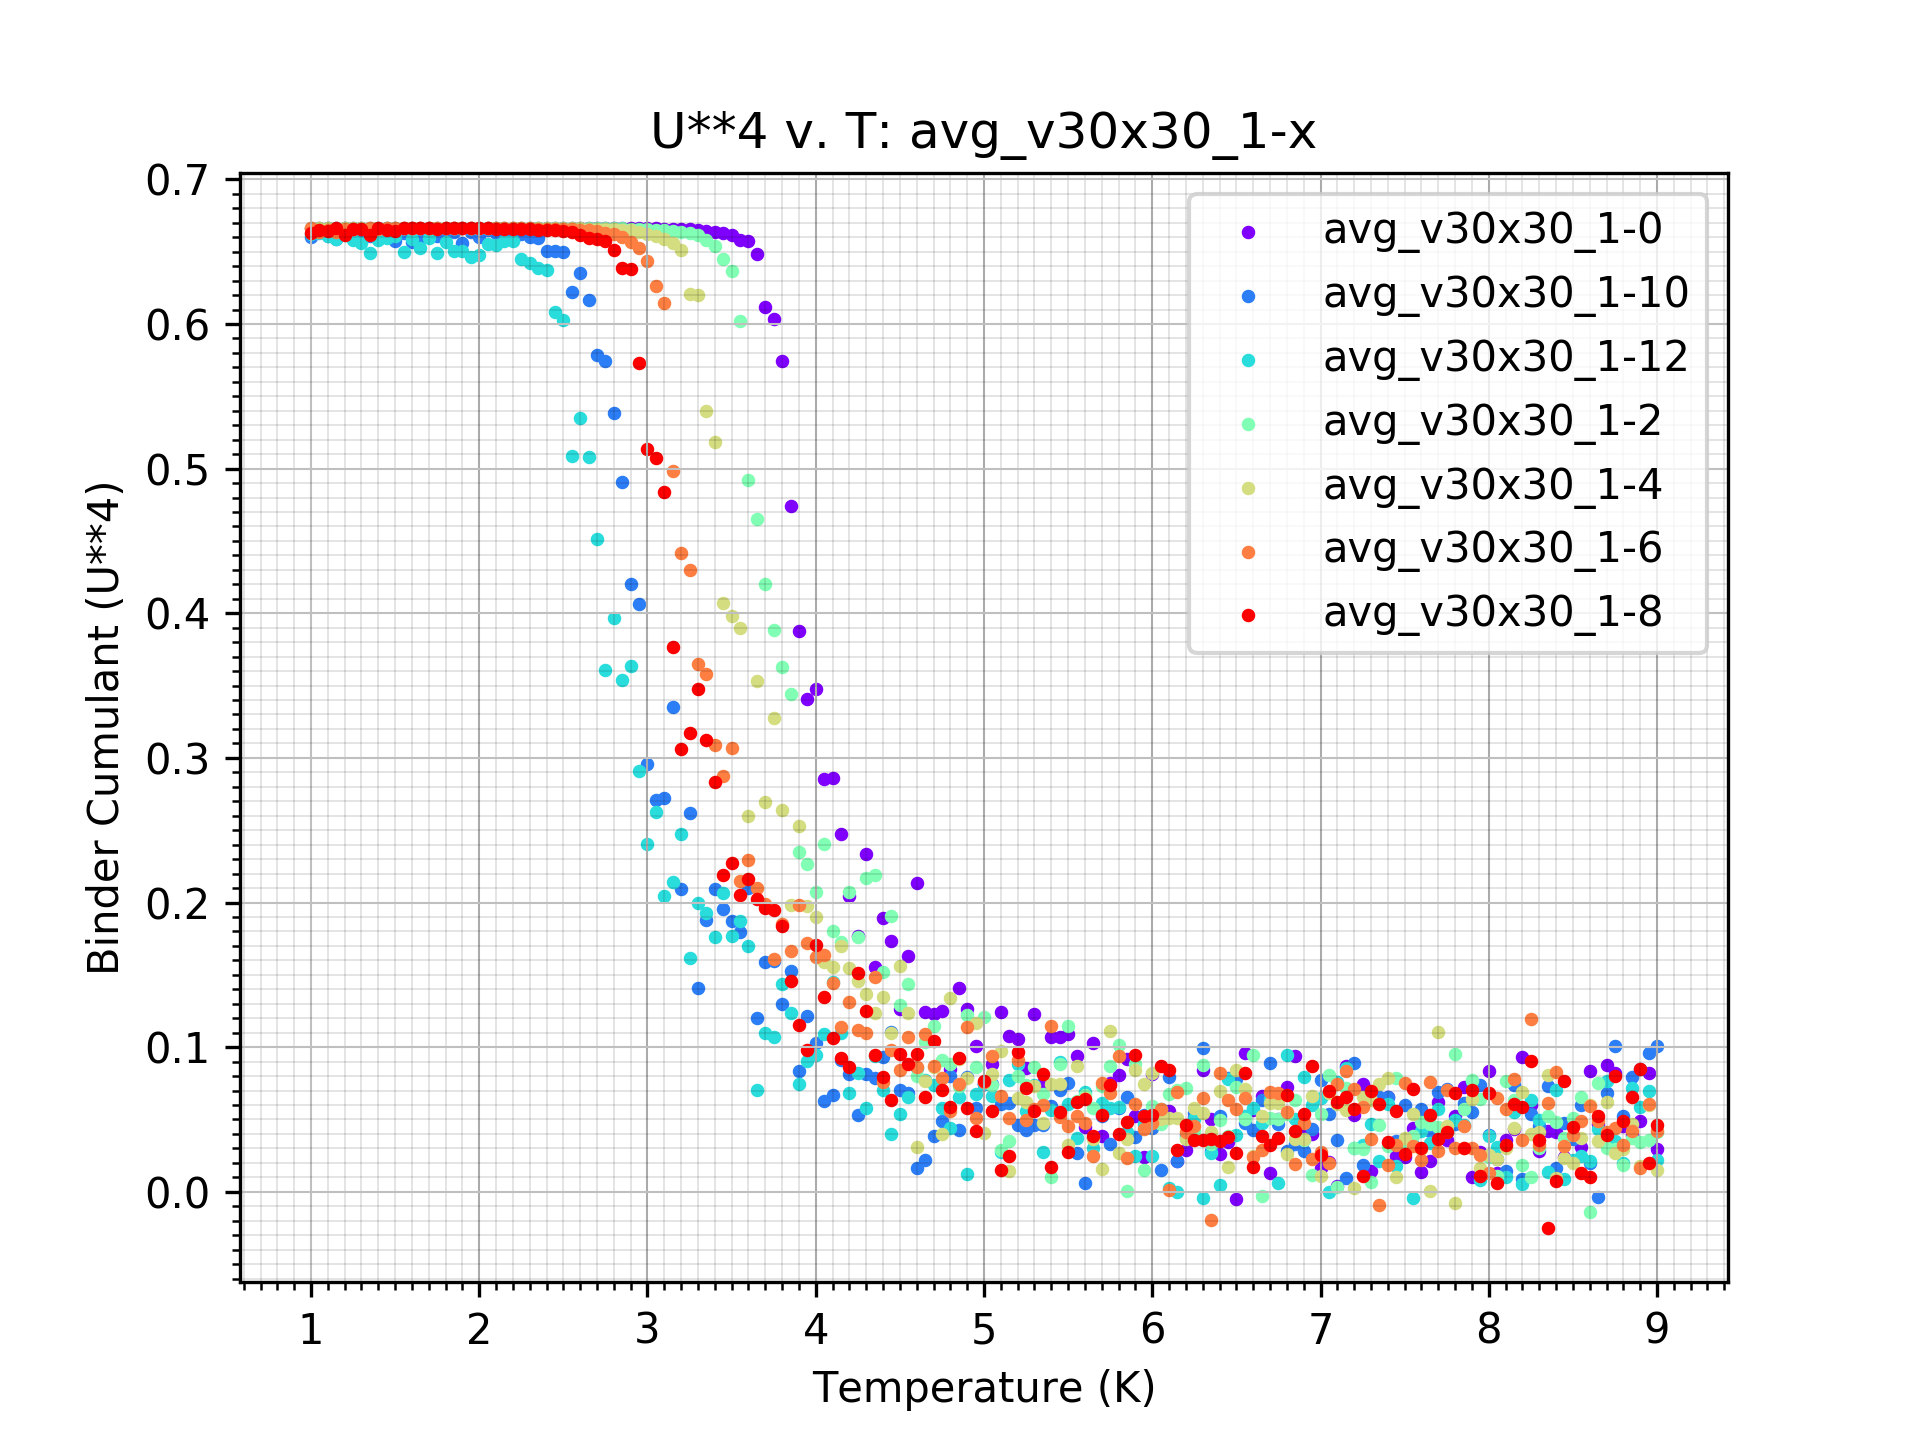 U**4 v. T: avg_v30x30_1-x
0.7
0.6
0.5
0.4
0.3
0.2
0.1
0.0
Binder Cumulant (U**4)
avg_v30x30_1-0
avg_v30x30_1-10
avg_v30x30_1-12
avg_v30x30_1-2
avg_v30x30_1-4
avg_v30x30_1-6
avg_v30x30_1-8
1 2 3 4 5 6 7 8 9
Temperature (K)